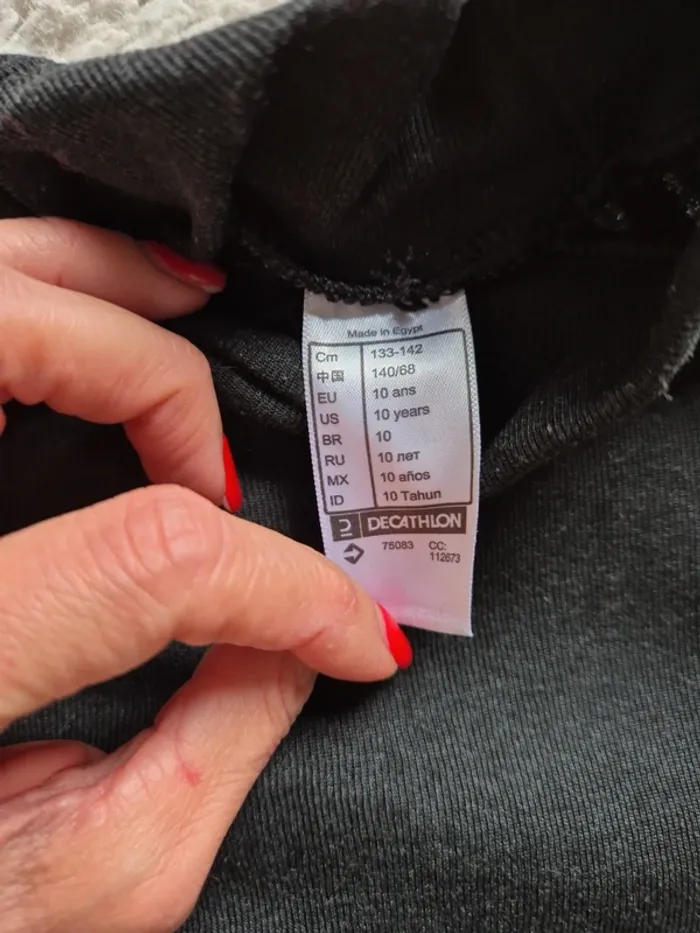 Made in Egypt
Cm 133-142
中国 140/68
EU 10 ans
US 10 years
BR 10
RU 10 лет
MX 10 años
ID 10 Tahun
DECATHLON
75083 CC:
112673